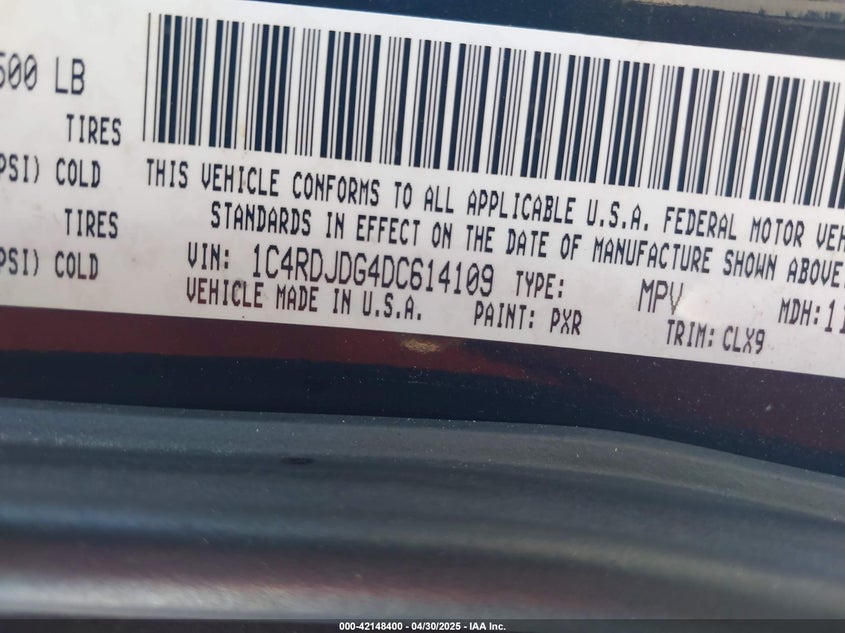 500 LB
TIRES
PSI) COLD
TIRES
PSI) COLD
THIS VEHICLE CONFORMS TO ALL APPLICABLE U.S.A. FEDERAL MOTOR VEH
STANDARDS IN EFFECT ON THE DATE OF MANUFACTURE SHOWN ABOVE.
VIN: 1C4RDJDG4DC614109 TYPE: MPV MDH: 11
VEHICLE MADE IN U.S.A. PAINT: PXR TRIM: CLX9
000-42148400 - 04/30/2025 - IAA Inc.